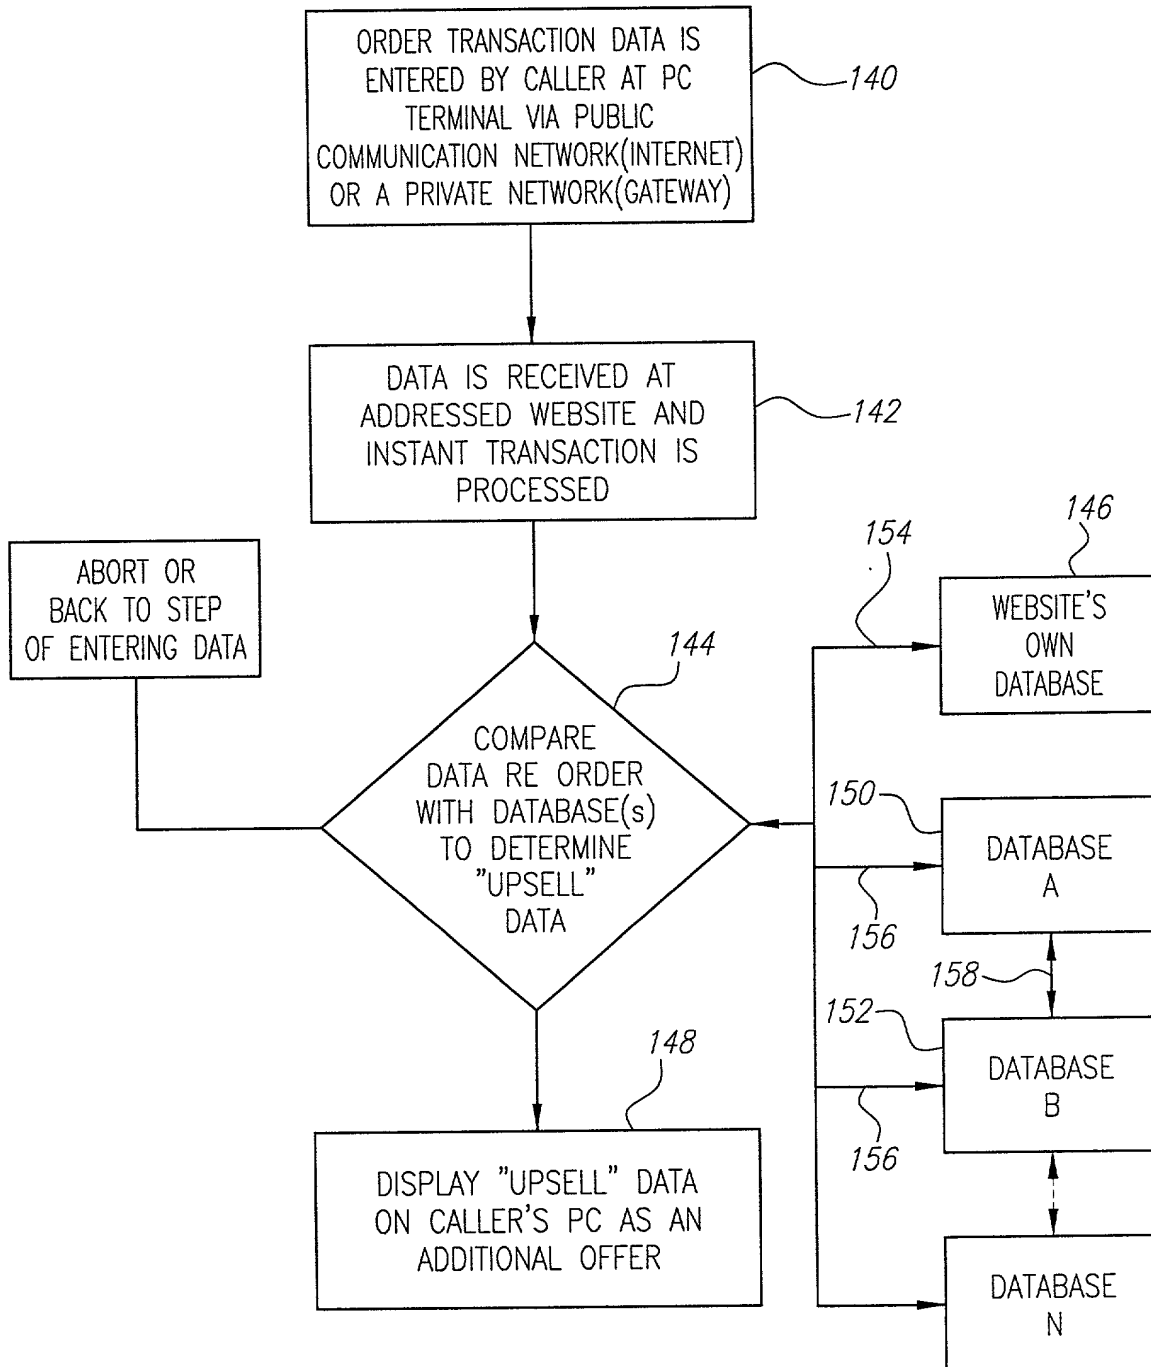 ORDER TRANSACTION DATA IS
ENTERED BY CALLER AT PC
TERMINAL VIA PUBLIC
COMMUNICATION NETWORK(INTERNET)
OR A PRIVATE NETWORK(GATEWAY)
140
DATA IS RECEIVED AT
ADDRESSED WEBSITE AND
INSTANT TRANSACTION IS
PROCESSED
142
ABORT OR
BACK TO STEP
OF ENTERING DATA
144
COMPARE
DATA RE ORDER
WITH DATABASE(s)
TO DETERMINE
"UPSELL"
DATA
154
146
WEBSITE'S
OWN
DATABASE
150
DATABASE
A
156
158
152
DATABASE
B
156
DATABASE
N
148
DISPLAY "UPSELL" DATA
ON CALLER'S PC AS AN
ADDITIONAL OFFER